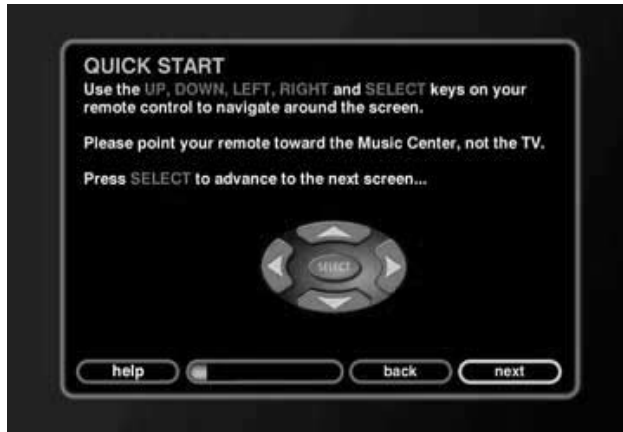 QUICK START
Use the UP, DOWN, LEFT, RIGHT and SELECT keys on your
remote control to navigate around the screen.
Please point your remote toward the Music Center, not the TV.
Press SELECT to advance to the next screen...
SELECT
help back next